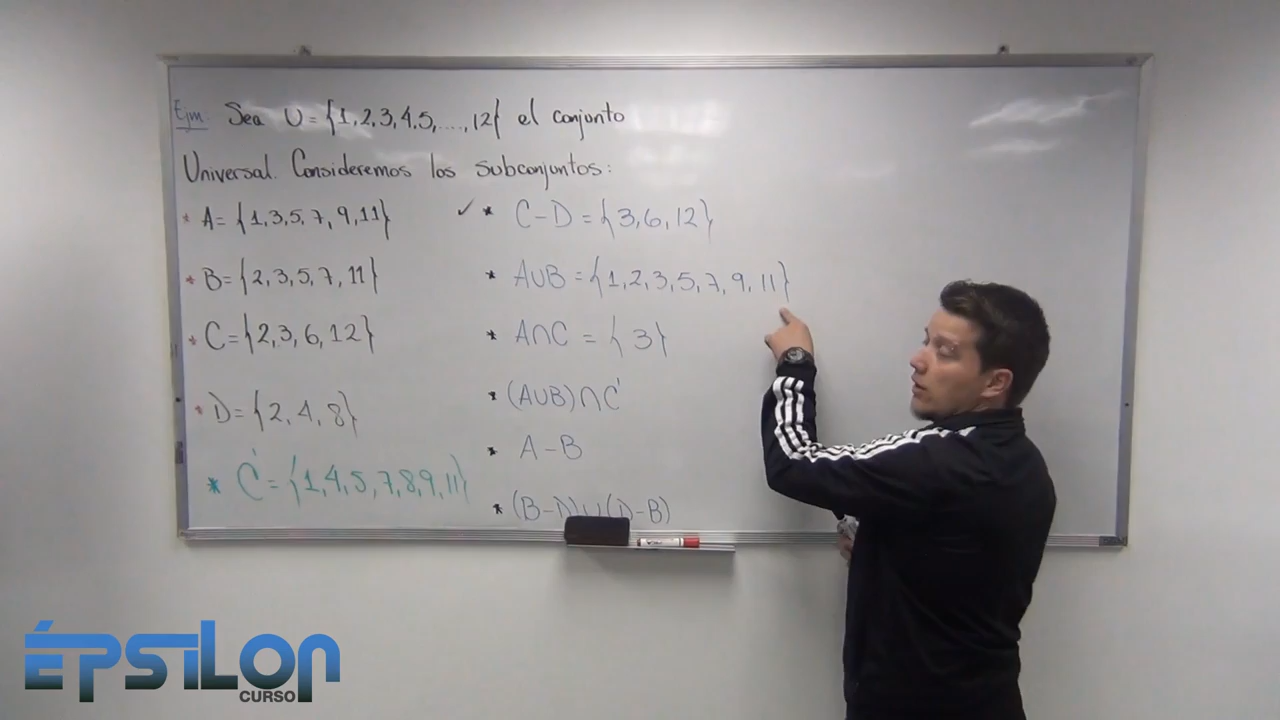 Ejm: Sea U = {1,2,3,4,5,....,12} el conjunto
Universal. Consideremos los subconjuntos:
* A = {1,3,5,7,9,11}
* B = {2,3,5,7,11}
* C = {2,3,6,12}
* D = {2,4,8}
* C' = {1,4,5,7,8,9,11}
✓ * C-D = {3,6,12}
* A∪B = {1,2,3,5,7,9,11}
* A∩C = {3}
* (A∪B)∩C'
* A-B
* (B-D)∪(D-B)
ÉPSILON
CURSO